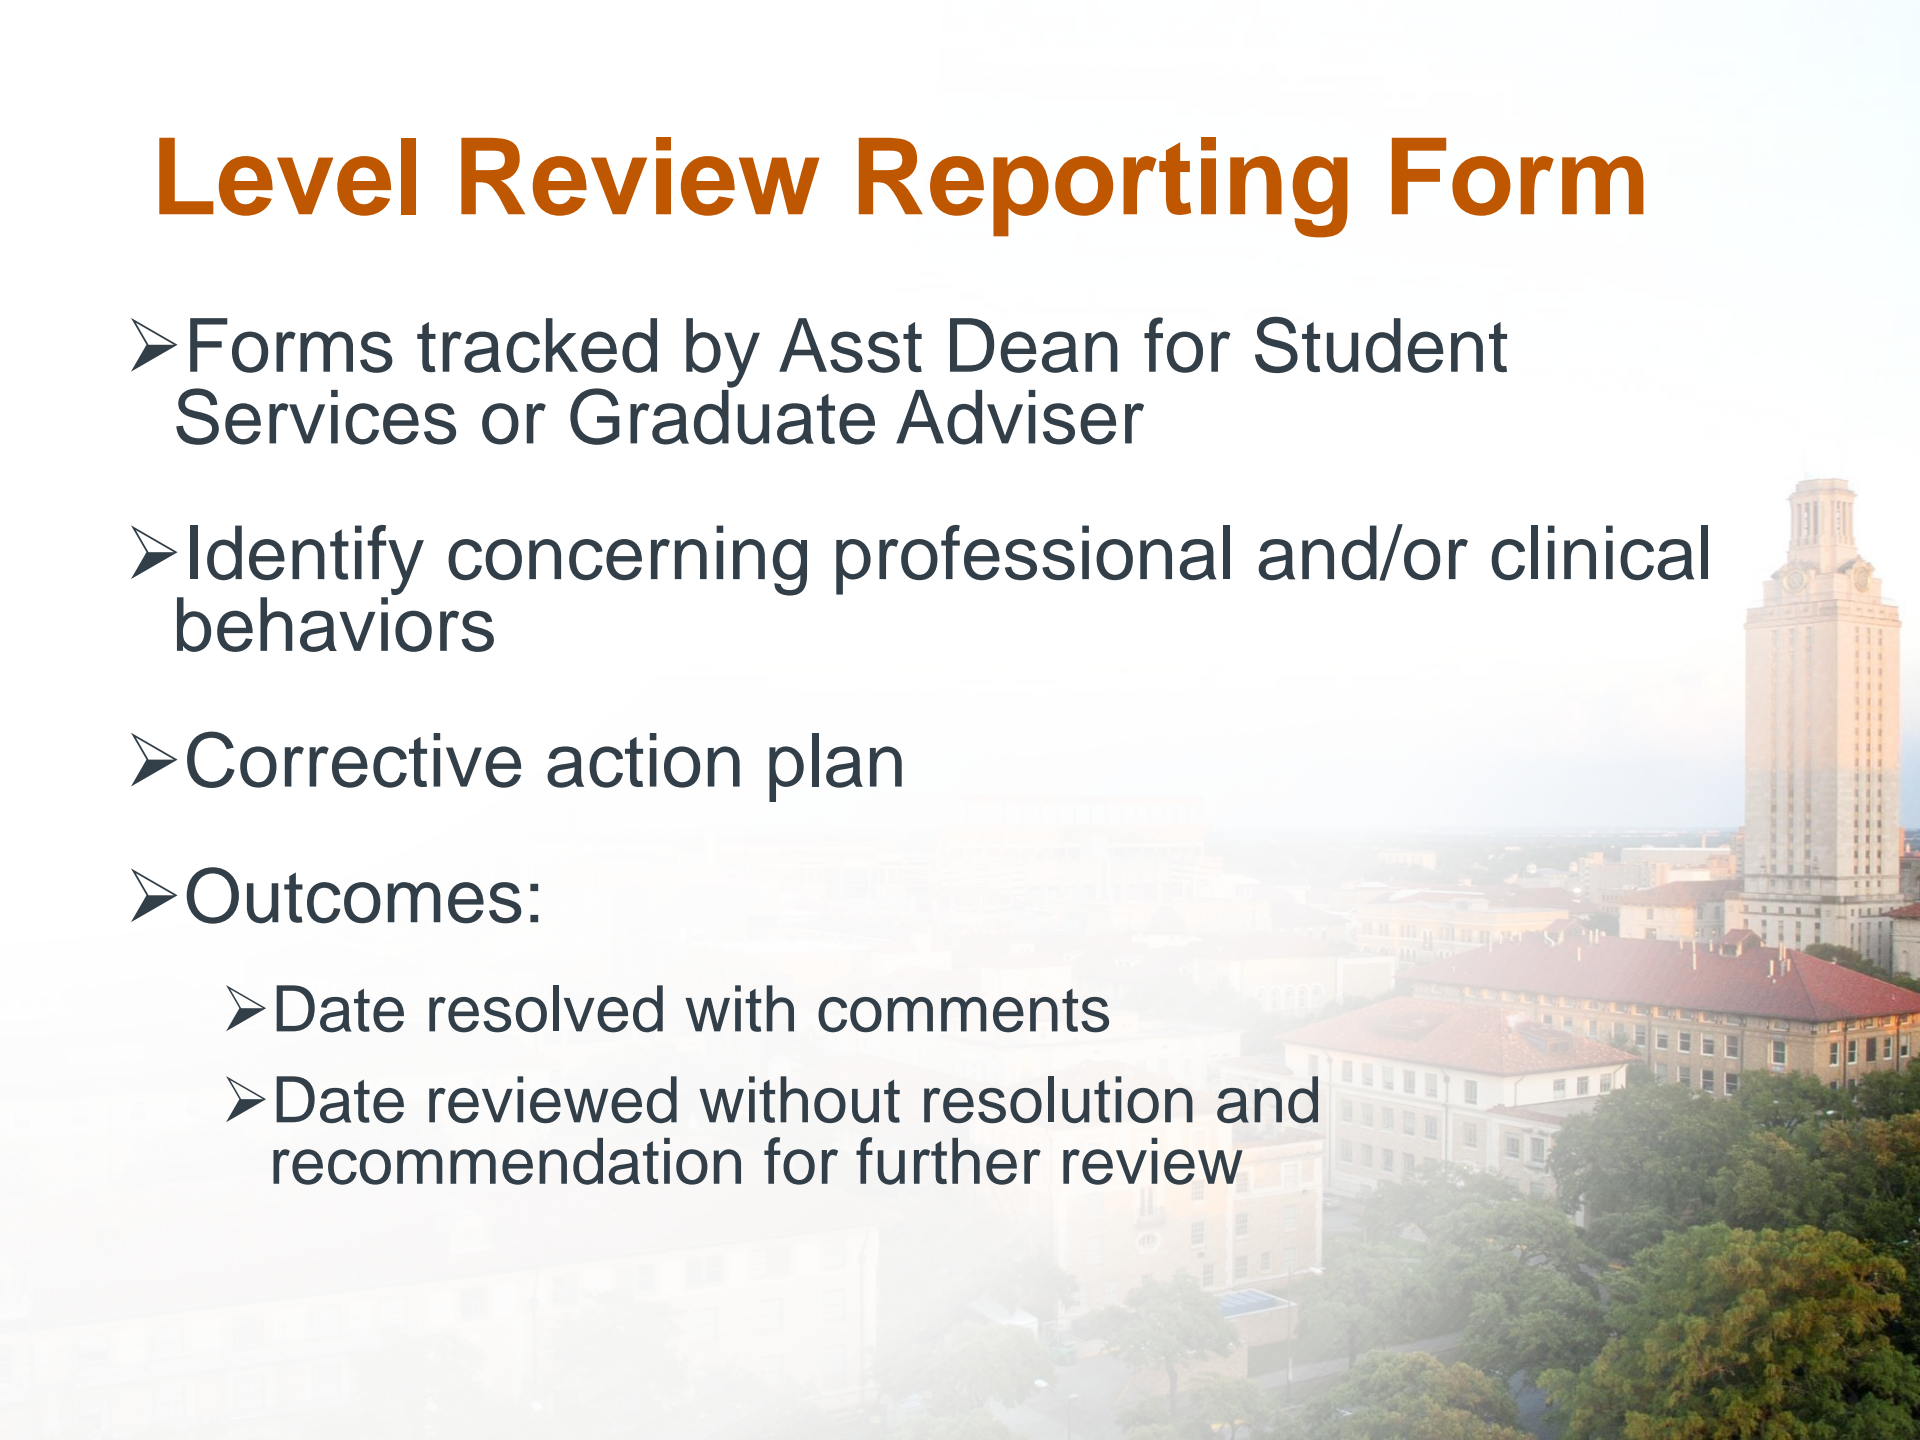 Level Review Reporting Form
➢Forms tracked by Asst Dean for Student
Services or Graduate Adviser
➢Identify concerning professional and/or clinical
behaviors
➢Corrective action plan
➢Outcomes:
➢Date resolved with comments
➢Date reviewed without resolution and
recommendation for further review